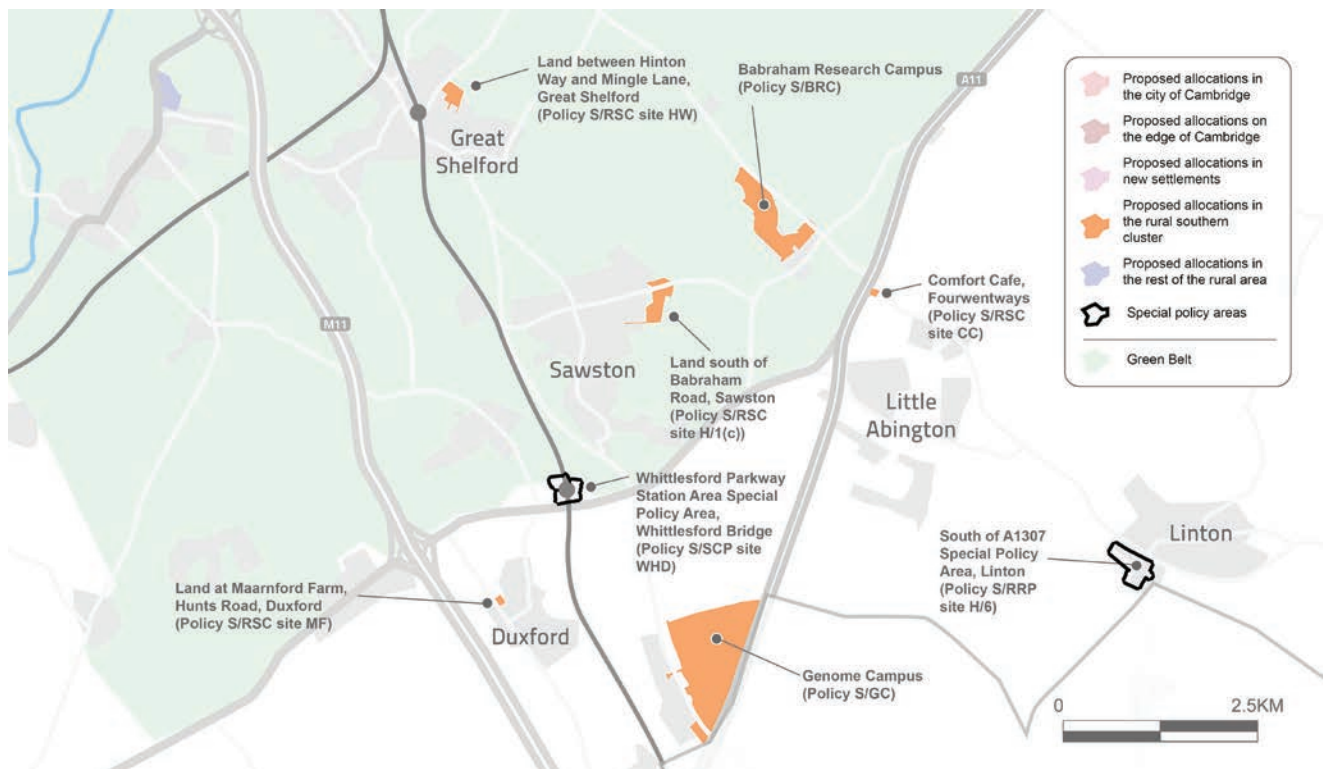 Land between Hinton
Way and Mingle Lane,
Great Shelford
(Policy S/RSC site HW)
Babraham Research Campus
(Policy S/BRC)
A11
Great
Shelford
Proposed allocations in
the city of Cambridge
Proposed allocations on
the edge of Cambridge
Proposed allocations in
new settlements
Proposed allocations in
the rural southern
cluster
Proposed allocations in
the rest of the rural area
Special policy areas
Green Belt
M11
Comfort Cafe,
Fourwentways
(Policy S/RSC
site CC)
Sawston
Land south of
Babraham
Road, Sawston
(Policy S/RSC
site H/1(c))
Little
Abington
Whittlesford Parkway
Station Area Special
Policy Area,
Whittlesford Bridge
(Policy S/SCP site
WHD)
South of A1307
Special Policy
Area, Linton
(Policy S/RRP
site H/6)
Linton
Land at Maarnford Farm,
Hunts Road, Duxford
(Policy S/RSC site MF)
Duxford
Genome Campus
(Policy S/GC)
0
2.5KM